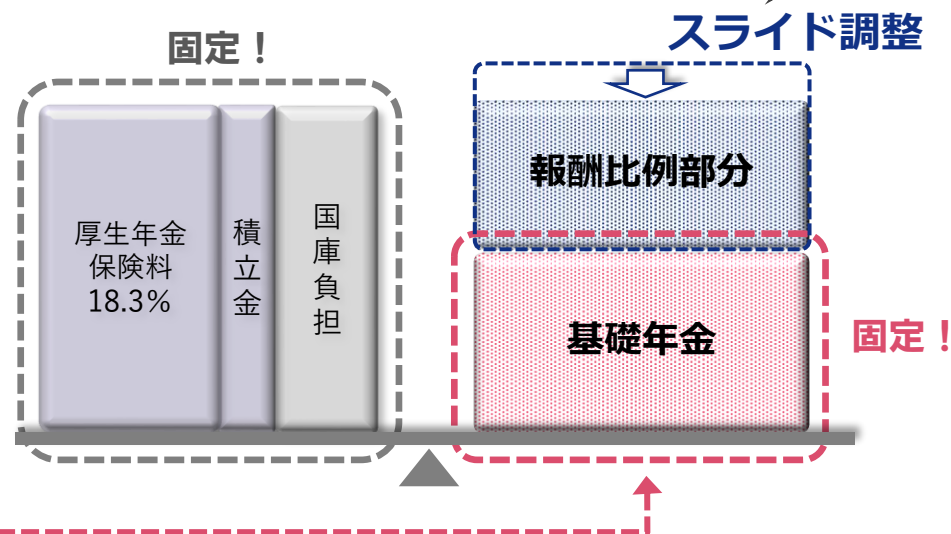 スライド調整
固定！
報酬比例部分
厚生年金
保険料
18.3%
積立金
国庫負担
基礎年金
固定！